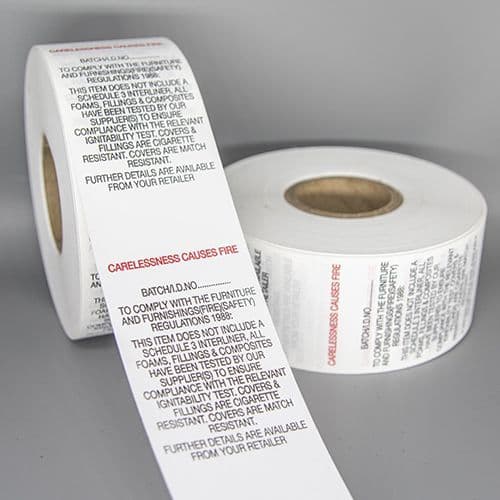 CARELESSNESS CAUSES FIRE
BATCH/I.D.NO..............
TO COMPLY WITH THE FURNITURE
AND FURNISHINGS(FIRE)(SAFETY)
REGULATIONS 1988:
THIS ITEM DOES NOT INCLUDE A
SCHEDULE 3 INTERLINER, ALL
FOAMS, FILLINGS & COMPOSITES
HAVE BEEN TESTED BY OUR
SUPPLIER(S) TO ENSURE
COMPLIANCE WITH THE RELEVANT
IGNITABILITY TEST. COVERS &
FILLINGS ARE CIGARETTE
RESISTANT. COVERS ARE MATCH
RESISTANT.
FURTHER DETAILS ARE AVAILABLE
FROM YOUR RETAILER
CARELESSNESS CAUSES FIRE
BATCH/I.D.NO..............
TO COMPLY WITH THE FURNITURE
AND FURNISHINGS(FIRE)(SAFETY)
REGULATIONS 1988:
THIS ITEM DOES NOT INCLUDE A
SCHEDULE 3 INTERLINER, ALL
FOAMS, FILLINGS & COMPOSITES
HAVE BEEN TESTED BY OUR
SUPPLIER(S) TO ENSURE
COMPLIANCE WITH THE RELEVANT
IGNITABILITY TEST. COVERS &
FILLINGS ARE CIGARETTE
RESISTANT. COVERS ARE MATCH
RESISTANT.
FURTHER DETAILS ARE AVAILABLE
FROM YOUR RETAILER
CARELESSNESS CAUSES FIRE
BATCH/I.D.NO
TO COMPLY WITH THE FURNITURE
REGULATIONS 1988: